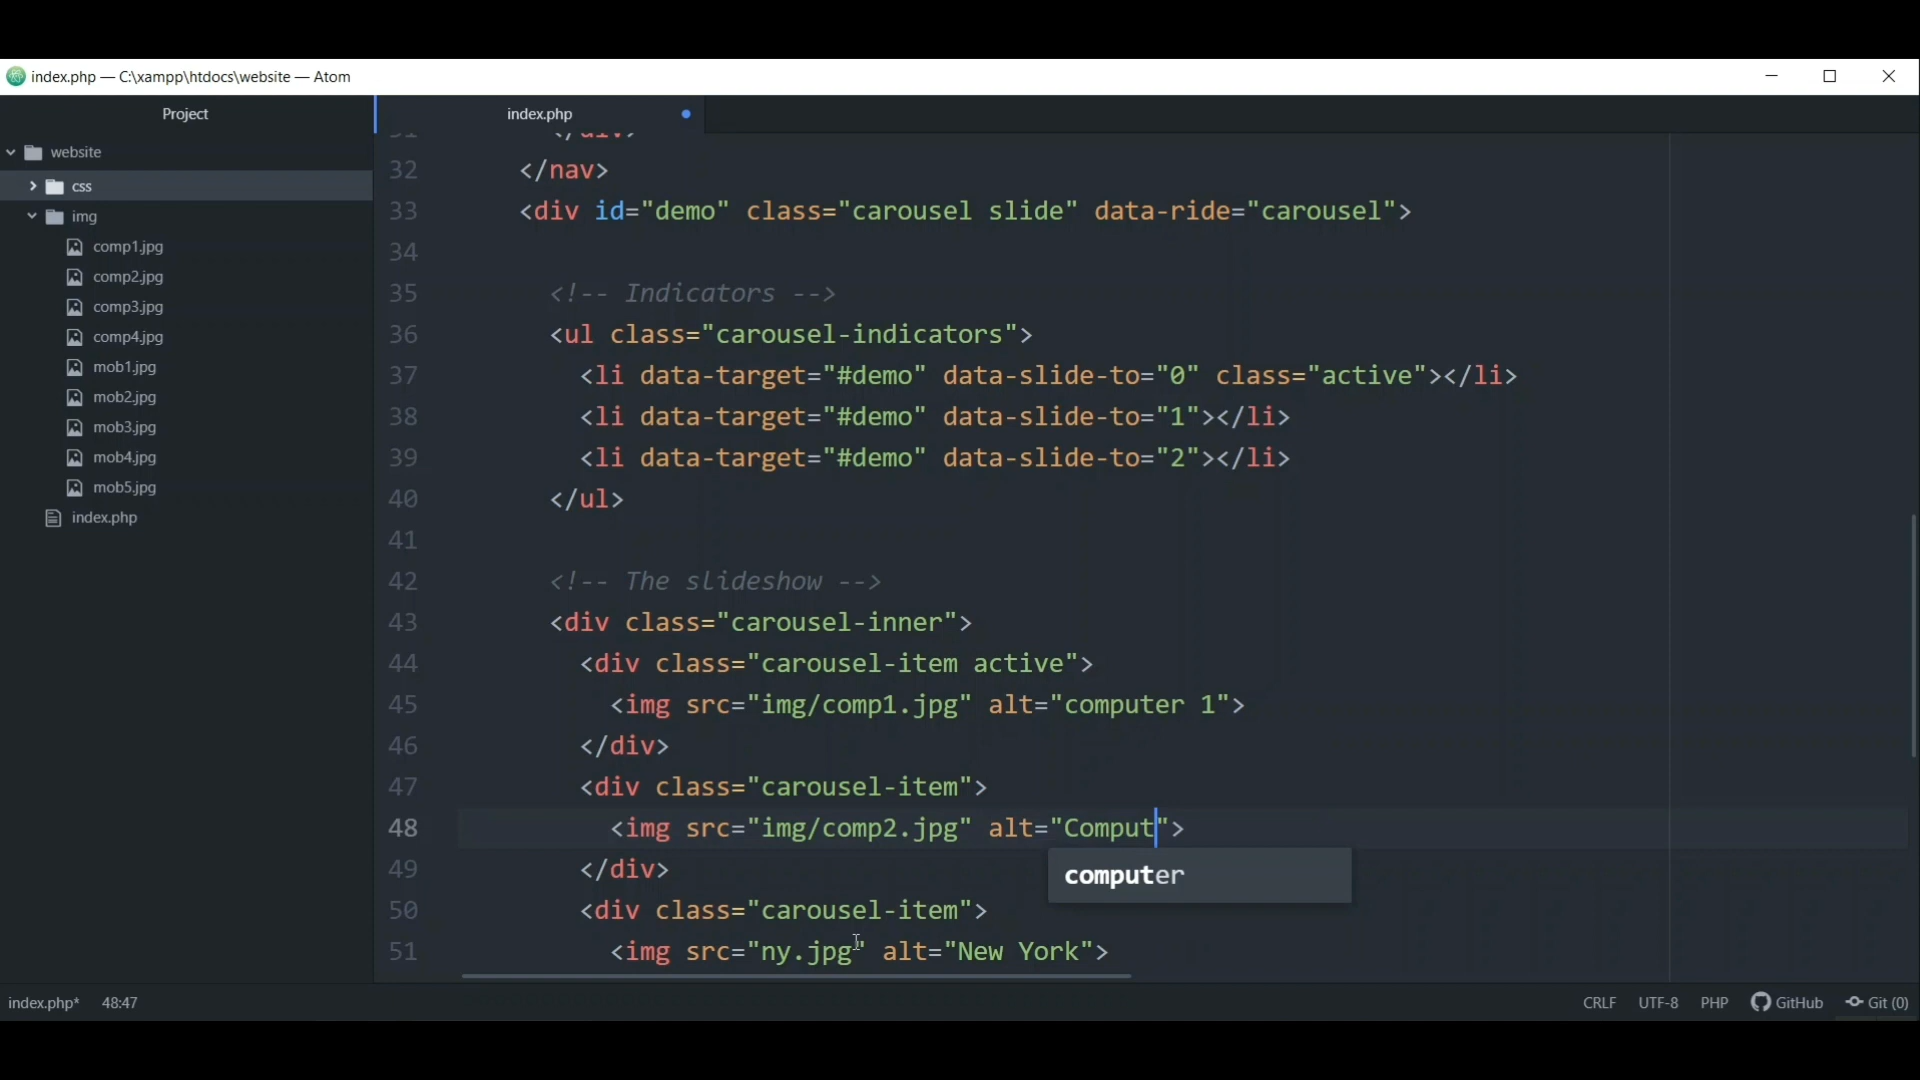 index.php — C:\xampp\htdocs\website — Atom
Project
index.php
website
css
img
comp1.jpg
comp2.jpg
comp3.jpg
comp4.jpg
mob1.jpg
mob2.jpg
mob3.jpg
mob4.jpg
mob5.jpg
index.php
31 </div>
32 </nav>
33 <div id="demo" class="carousel slide" data-ride="carousel">
34
35 <!-- Indicators -->
36 <ul class="carousel-indicators">
37 <li data-target="#demo" data-slide-to="0" class="active"></li>
38 <li data-target="#demo" data-slide-to="1"></li>
39 <li data-target="#demo" data-slide-to="2"></li>
40 </ul>
41
42 <!-- The slideshow -->
43 <div class="carousel-inner">
44 <div class="carousel-item active">
45 <img src="img/comp1.jpg" alt="computer 1">
46 </div>
47 <div class="carousel-item">
48 <img src="img/comp2.jpg" alt="Comput">
49 </div>
computer
50 <div class="carousel-item">
51 <img src="ny.jpg" alt="New York">
index.php* 48:47 CRLF UTF-8 PHP GitHub Git (0)